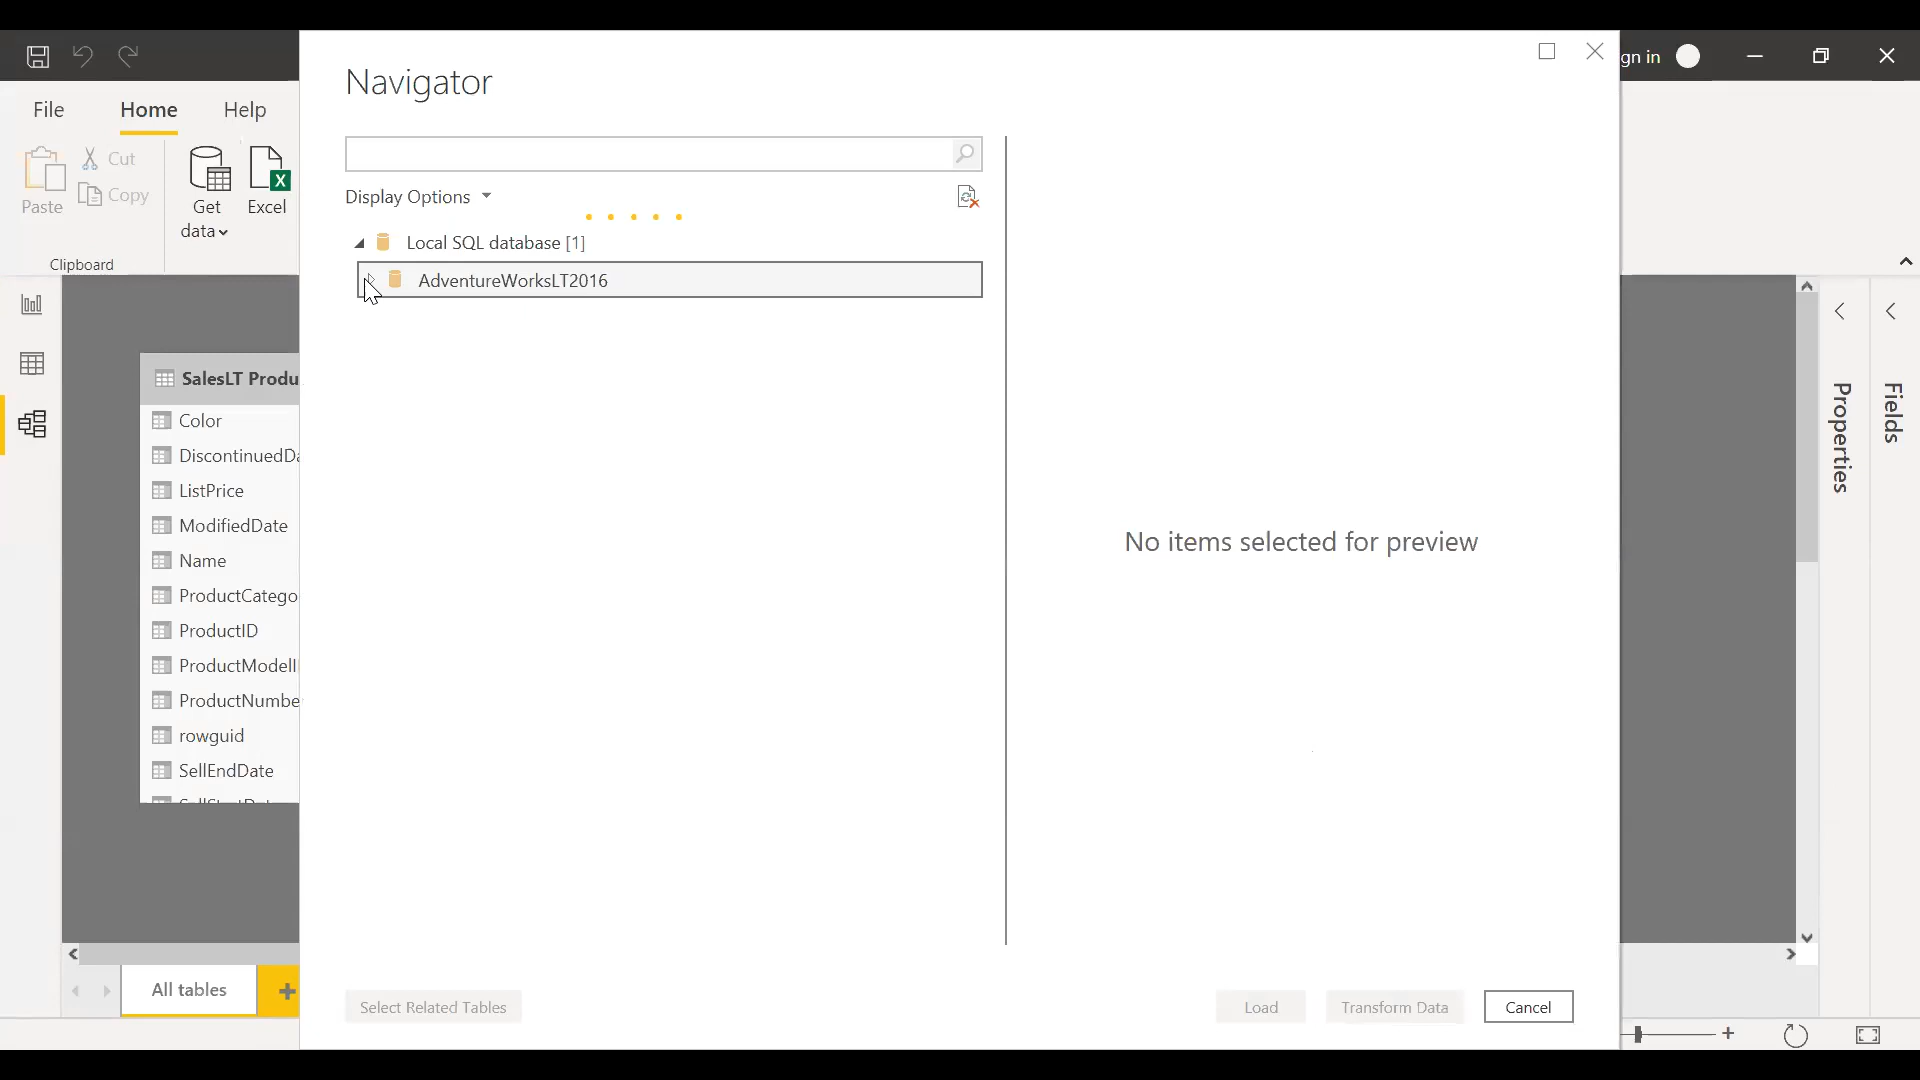 gn in
Navigator
File
Home
Help
Display Options
Cut
Copy
Paste
Get
data
Excel
Clipboard
Local SQL database [1]
AdventureWorksLT2016
SalesLT Produ
Color
DiscontinuedDa
ListPrice
ModifiedDate
Name
ProductCatego
ProductID
ProductModelI
ProductNumbe
rowguid
SellEndDate
No items selected for preview
Properties
Fields
All tables
Select Related Tables
Load
Transform Data
Cancel